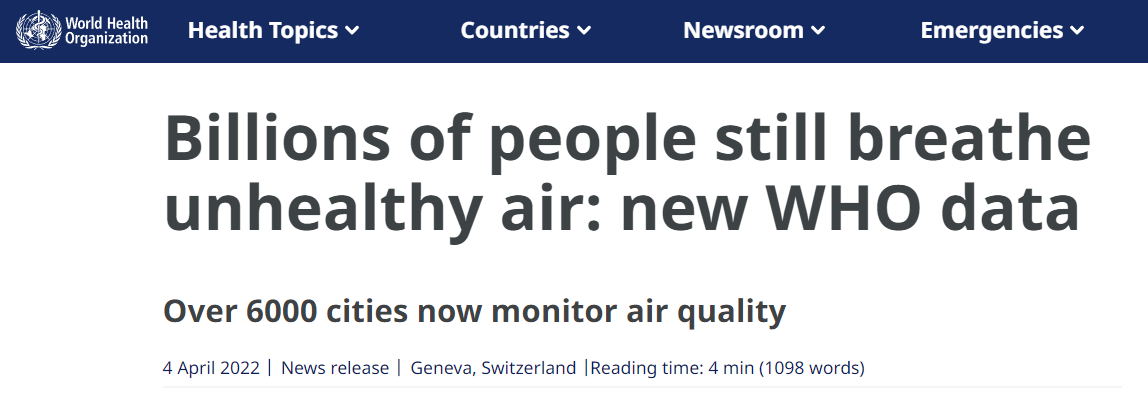 World Health
Organization
Health Topics
Countries
Newsroom
Emergencies
Billions of people still breathe
unhealthy air: new WHO data
Over 6000 cities now monitor air quality
4 April 2022 | News release | Geneva, Switzerland |Reading time: 4 min (1098 words)